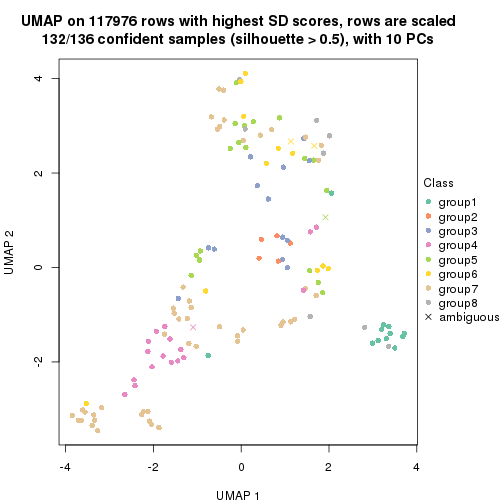 UMAP on 117976 rows with highest SD scores, rows are scaled
132/136 confident samples (silhouette > 0.5), with 10 PCs
4
2
0
-2
UMAP 2
-4
-2
0
2
4
UMAP 1
Class
group1
group2
group3
group4
group5
group6
group7
group8
ambiguous